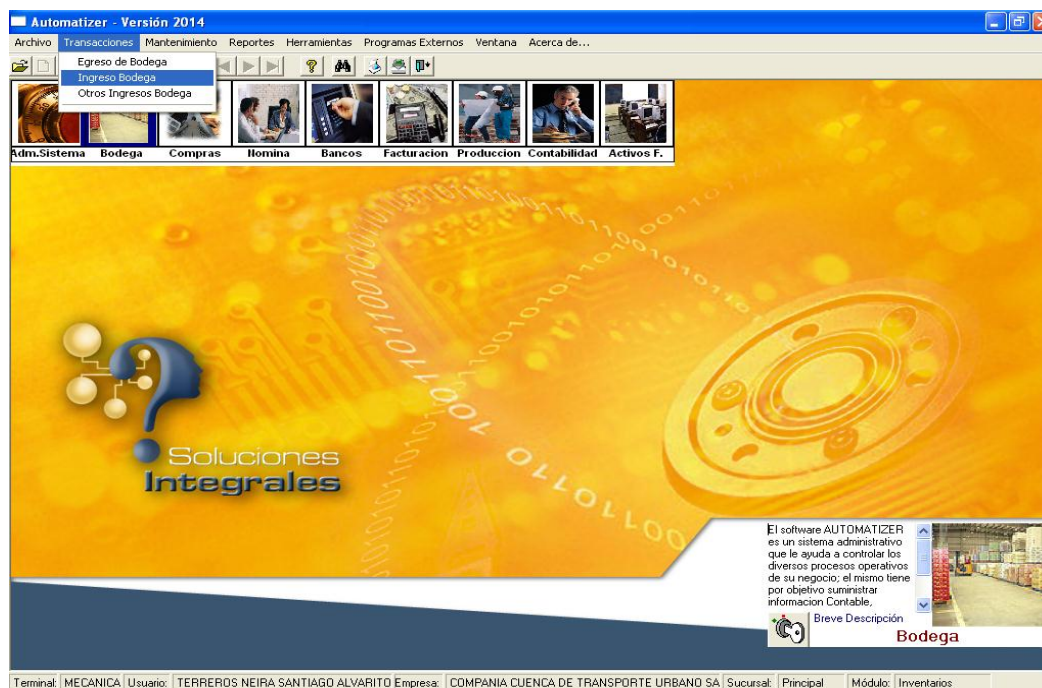 Automatizer - Versión 2014
Archivo Transacciones Mantenimiento Reportes Herramientas Programas Externos Ventana Acerca de...
Egreso de Bodega
Ingreso Bodega
Otros Ingresos Bodega
Adm.Sistema Bodega Compras Nomina Bancos Facturacion Produccion Contabilidad Activos F.
Soluciones
Integrales
El software AUTOMATIZER
es un sistema administrativo
que le ayuda a controlar los
diversos procesos operativos
de su negocio; el mismo tiene
por objetivo suministrar
informacion Contable,
Breve Descripción
Bodega
Terminal: MECANICA Usuario: TERREROS NEIRA SANTIAGO ALVARITO Empresa: COMPANIA CUENCA DE TRANSPORTE URBANO SA Sucursal: Principal Módulo: Inventarios